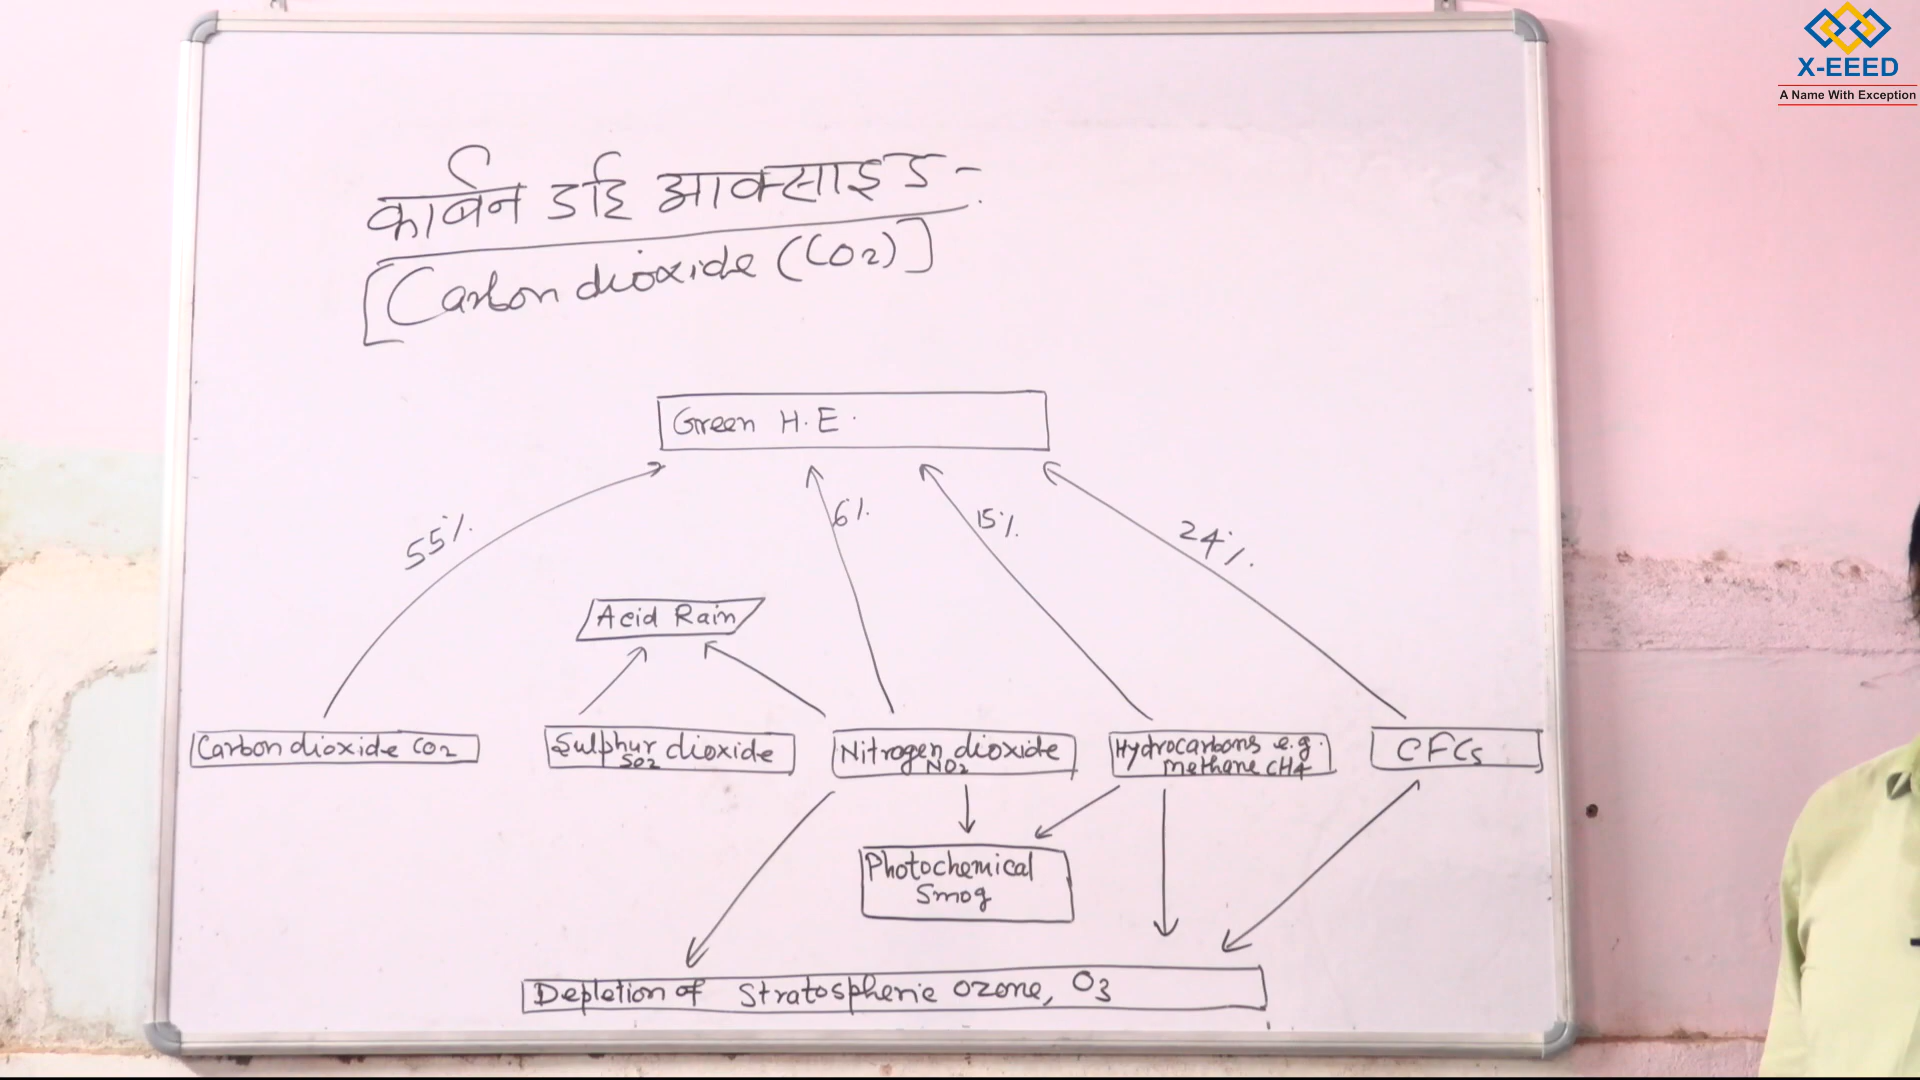 X-EEED
A Name With Exception
कार्बन डाई आक्साइड -
[Carbon dioxide (CO2)]
Green H.E.
55%.
6%.
15%.
24%.
Acid Rain
Carbon dioxide CO2
Sulphur dioxide
SO2
Nitrogen dioxide
NO2
Hydrocarbons e.g.
methane CH4
CFCs
Photochemical
Smog
Depletion of Stratospheric ozone, O3